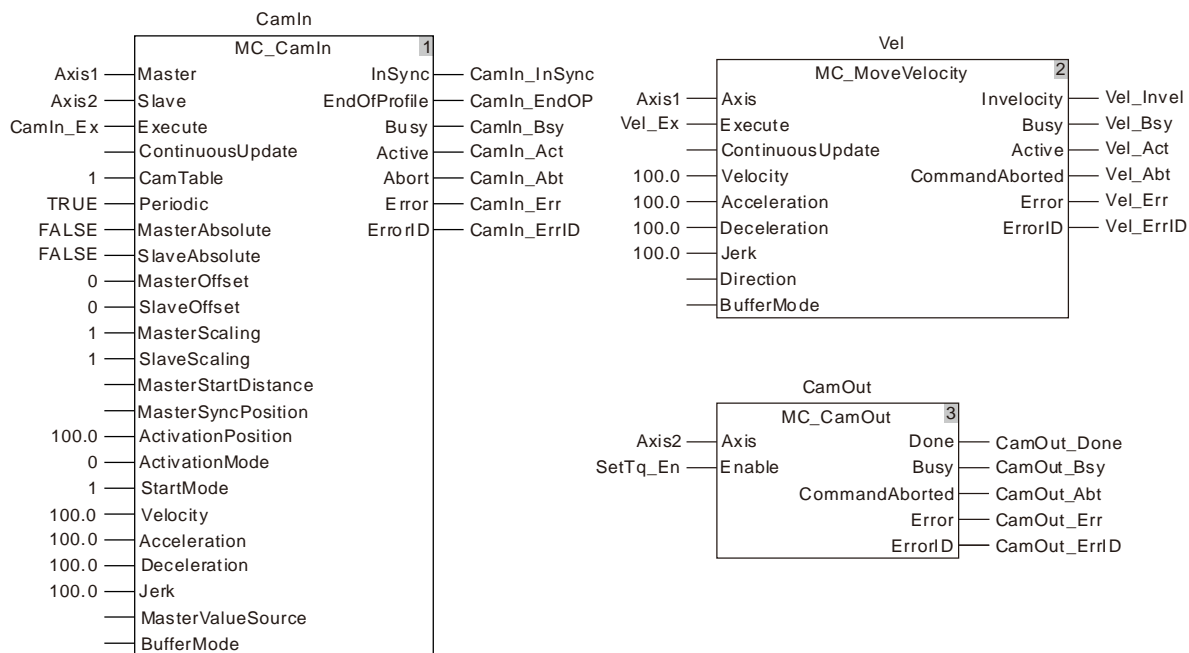 CamIn
MC_CamIn 1
Axis1 Master InSync CamIn_InSync
Axis2 Slave EndOfProfile CamIn_EndOP
CamIn_Ex Execute Busy CamIn_Bsy
ContinuousUpdate Active CamIn_Act
1 CamTable Abort CamIn_Abt
TRUE Periodic Error CamIn_Err
FALSE MasterAbsolute ErrorID CamIn_ErrID
FALSE SlaveAbsolute
0 MasterOffset
0 SlaveOffset
1 MasterScaling
1 SlaveScaling
MasterStartDistance
MasterSyncPosition
100.0 ActivationPosition
0 ActivationMode
1 StartMode
100.0 Velocity
100.0 Acceleration
100.0 Deceleration
100.0 Jerk
MasterValueSource
BufferMode
Vel
MC_MoveVelocity 2
Axis1 Axis Invelocity Vel_Invel
Vel_Ex Execute Busy Vel_Bsy
ContinuousUpdate Active Vel_Act
100.0 Velocity CommandAborted Vel_Abt
100.0 Acceleration Error Vel_Err
100.0 Deceleration ErrorID Vel_ErrID
100.0 Jerk
Direction
BufferMode
CamOut
MC_CamOut 3
Axis2 Axis Done CamOut_Done
SetTq_En Enable Busy CamOut_Bsy
CommandAborted CamOut_Abt
Error CamOut_Err
ErrorID CamOut_ErrID